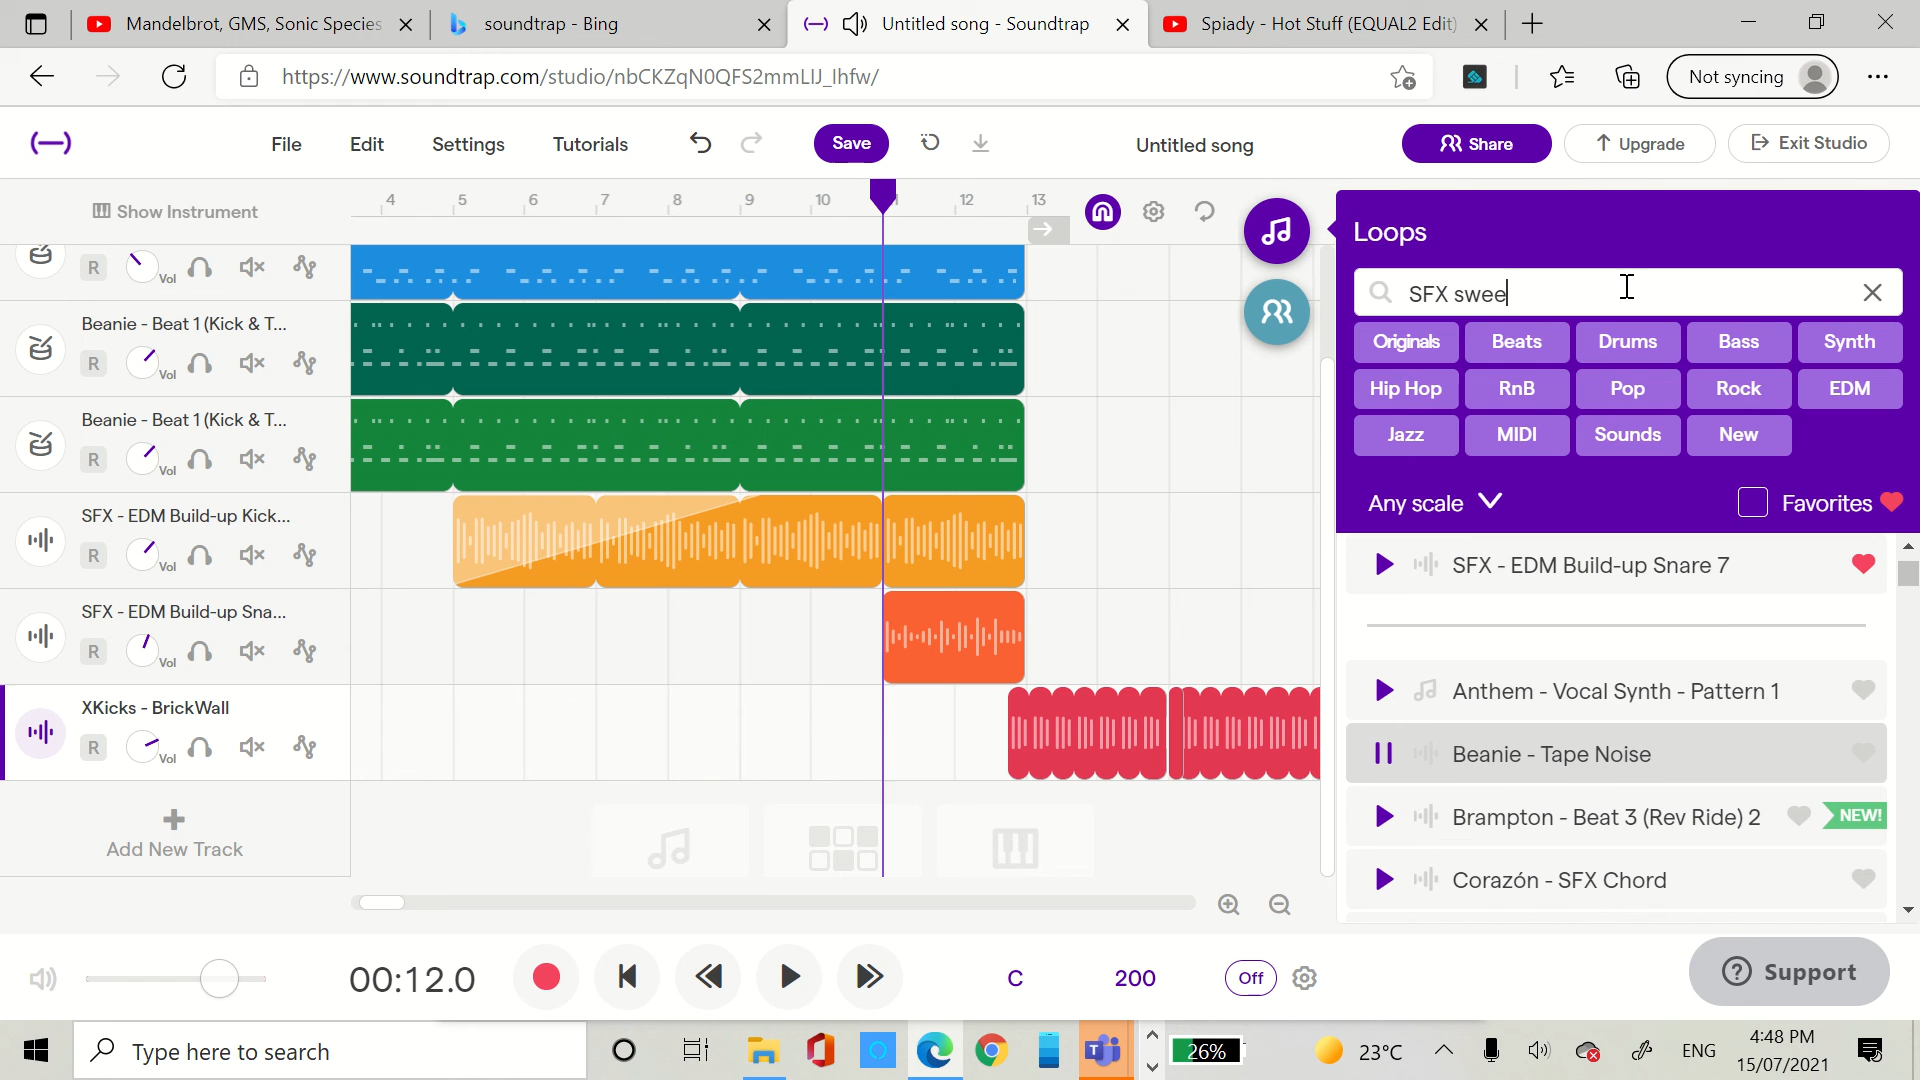 Mandelbrot, GMS, Sonic Species
soundtrap - Bing
Untitled song - Soundtrap
Spiady - Hot Stuff (EQUAL2 Edit)
https://www.soundtrap.com/studio/nbCKZqN0QFS2mmLIJ_Ihfw/
Not syncing
File
Edit
Settings
Tutorials
Save
Untitled song
Share
Upgrade
Exit Studio
Show Instrument
4
5
6
7
8
9
10
12
13
R
Vol
Beanie - Beat 1 (Kick & T...
R
Vol
Beanie - Beat 1 (Kick & T...
R
Vol
SFX - EDM Build-up Kick...
R
Vol
SFX - EDM Build-up Sna...
R
Vol
XKicks - BrickWall
R
Vol
Add New Track
Loops
SFX swee
Originals
Beats
Drums
Bass
Synth
Hip Hop
RnB
Pop
Rock
EDM
Jazz
MIDI
Sounds
New
Any scale
Favorites
SFX - EDM Build-up Snare 7
Anthem - Vocal Synth - Pattern 1
Beanie - Tape Noise
Brampton - Beat 3 (Rev Ride) 2
NEW!
Corazón - SFX Chord
00:12.0
C
200
Off
Support
Type here to search
26%
23°C
ENG
4:48 PM
15/07/2021